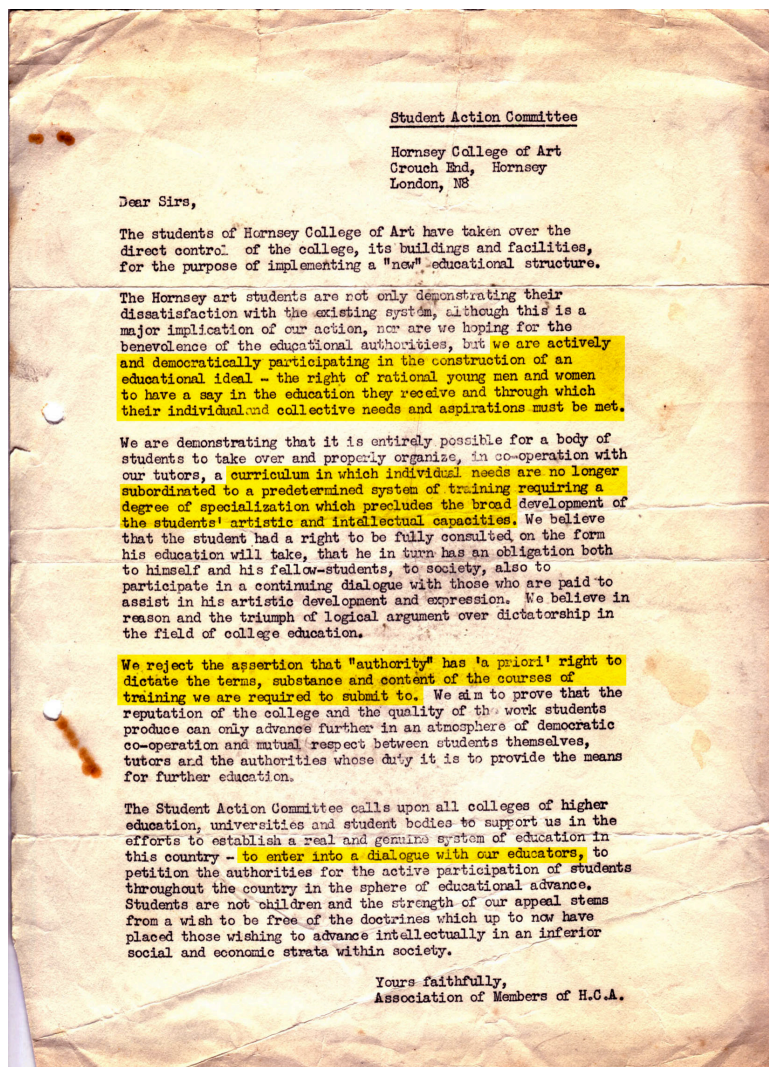 Student Action Committee
Hornsey College of Art
Crouch End, Hornsey
London, N8
Dear Sirs,
The students of Hornsey College of Art have taken over the
direct control of the college, its buildings and facilities,
for the purpose of implementing a "new" educational structure.
The Hornsey art students are not only demonstrating their
dissatisfaction with the existing system, although this is a
major implication of our action, nor are we hoping for the
benevolence of the educational authorities, but we are actively
and democratically participating in the construction of an
educational ideal - the right of rational young men and women
to have a say in the education they receive and through which
their individual and collective needs and aspirations must be met.
We are demonstrating that it is entirely possible for a body of
students to take over and properly organize, in co-operation with
our tutors, a curriculum in which individual needs are no longer
subordinated to a predetermined system of training requiring a
degree of specialization which precludes the broad development of
the students' artistic and intellectual capacities. We believe
that the student had a right to be fully consulted on the form
his education will take, that he in turn has an obligation both
to himself and his fellow-students, to society, also to
participate in a continuing dialogue with those who are paid to
assist in his artistic development and expression. We believe in
reason and the triumph of logical argument over dictatorship in
the field of college education.
We reject the assertion that "authority" has 'a priori' right to
dictate the terms, substance and content of the courses of
training we are required to submit to. We aim to prove that the
reputation of the college and the quality of the work students
produce can only advance further in an atmosphere of democratic
co-operation and mutual respect between students themselves,
tutors and the authorities whose duty it is to provide the means
for further education.
The Student Action Committee calls upon all colleges of higher
education, universities and student bodies to support us in the
efforts to establish a real and genuine system of education in
this country - to enter into a dialogue with our educators, to
petition the authorities for the active participation of students
throughout the country in the sphere of educational advance.
Students are not children and the strength of our appeal stems
from a wish to be free of the doctrines which up to now have
placed those wishing to advance intellectually in an inferior
social and economic strata within society.
Yours faithfully,
Association of Members of H.C.A.